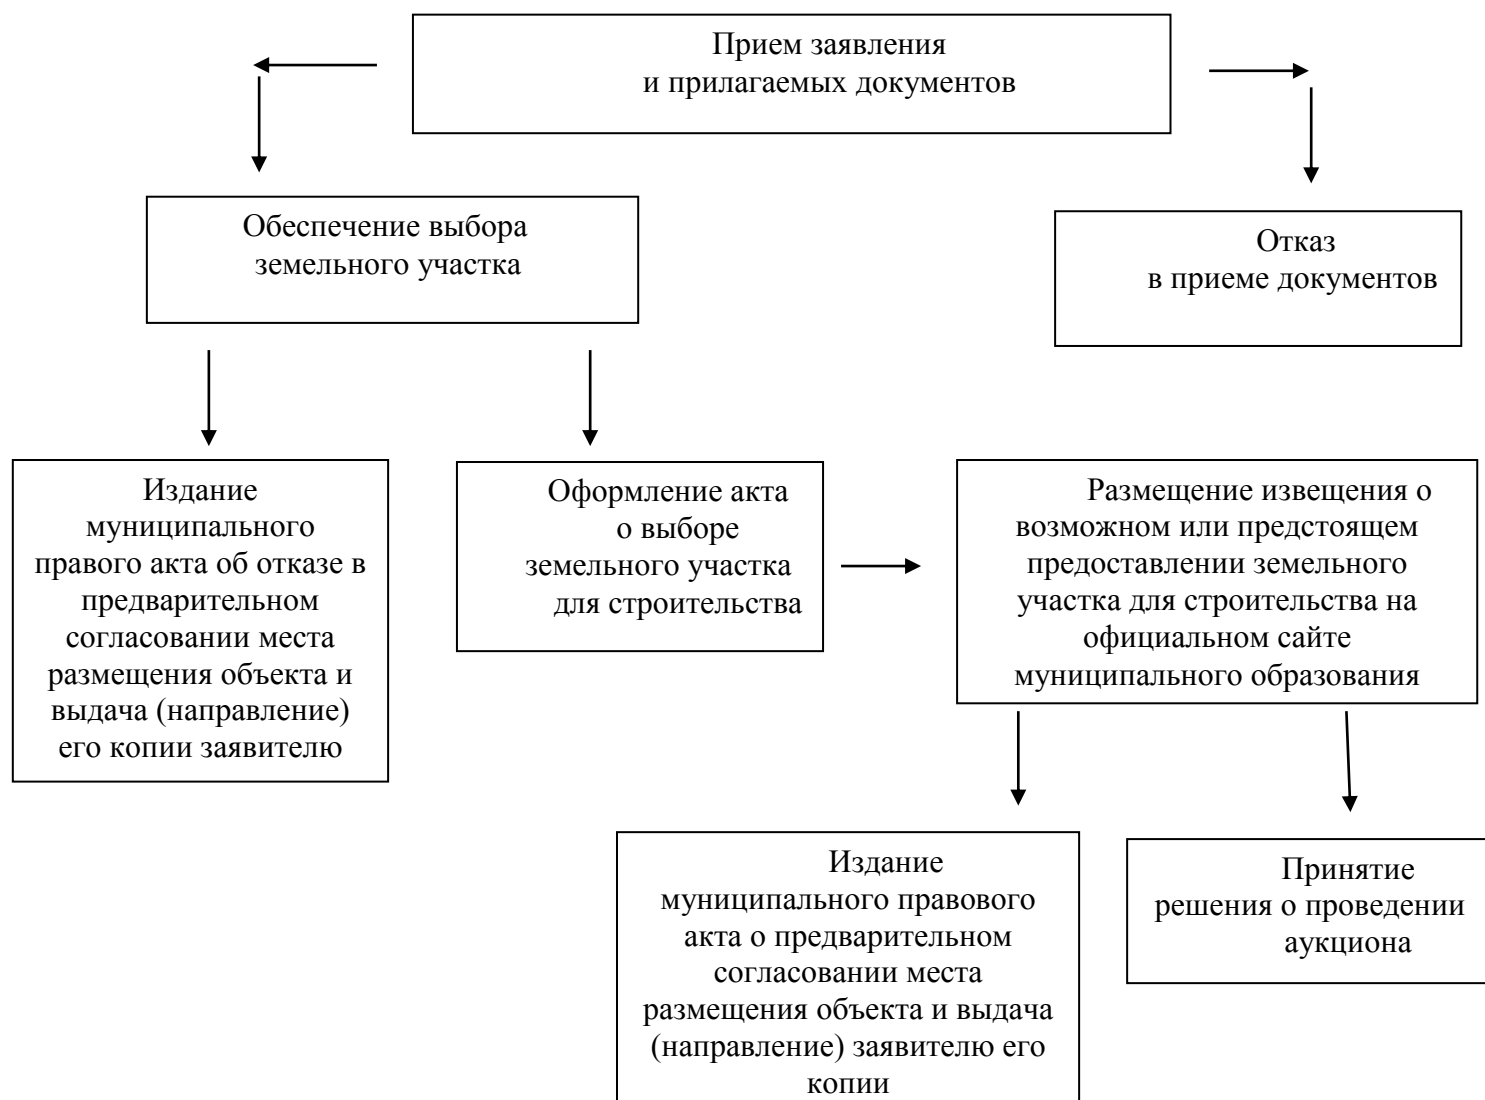 Прием заявления
и прилагаемых документов
Обеспечение выбора
земельного участка
Отказ
в приеме документов
Издание
муниципального
правого акта об отказе в
предварительном
согласовании места
размещения объекта и
выдача (направление)
его копии заявителю
Оформление акта
о выборе
земельного участка
для строительства
Размещение извещения о
возможном или предстоящем
предоставлении земельного
участка для строительства на
официальном сайте
муниципального образования
Издание
муниципального правового
акта о предварительном
согласовании места
размещения объекта и выдача
(направление) заявителю его
копии
Принятие
решения о проведении
аукциона